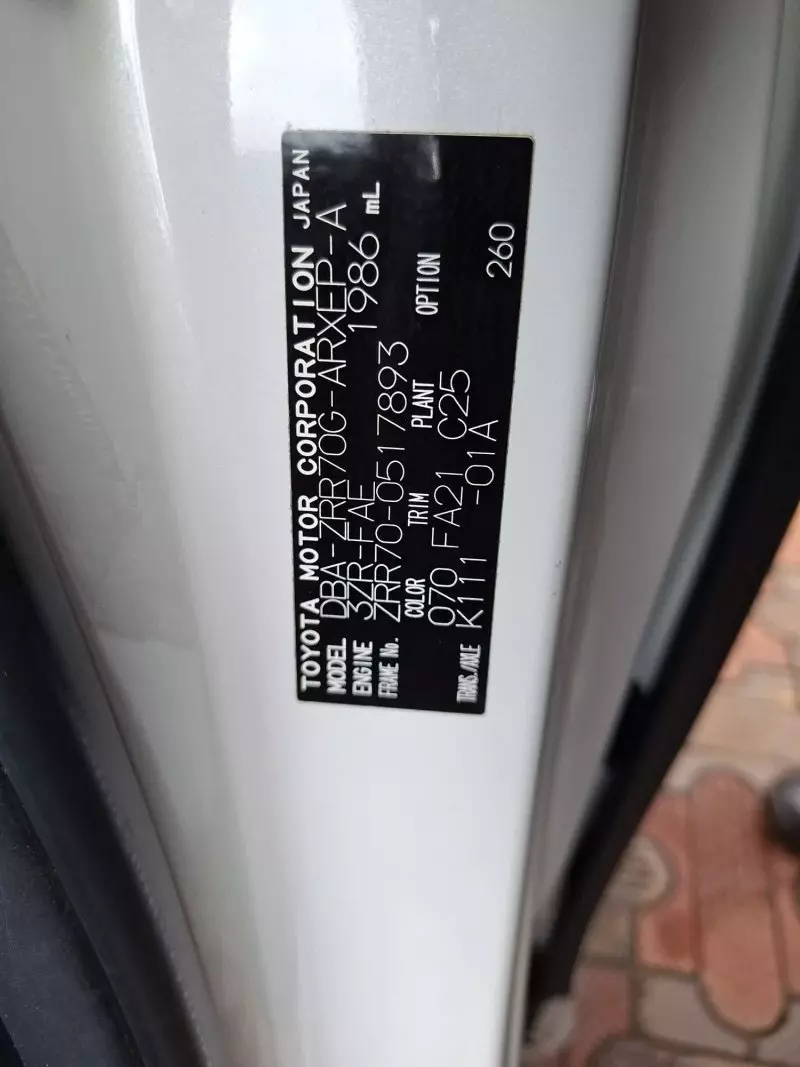 TOYOTA MOTOR CORPORATION JAPAN
MODEL DBA-ZRR70G-ARXEP-A
ENGINE 3ZR-FAE 1986 mL
FRAME No. ZRR70-0517893
COLOR TRIM PLANT OPTION
070 FA21 C25
TRANS./AXLE K111 -01A 260